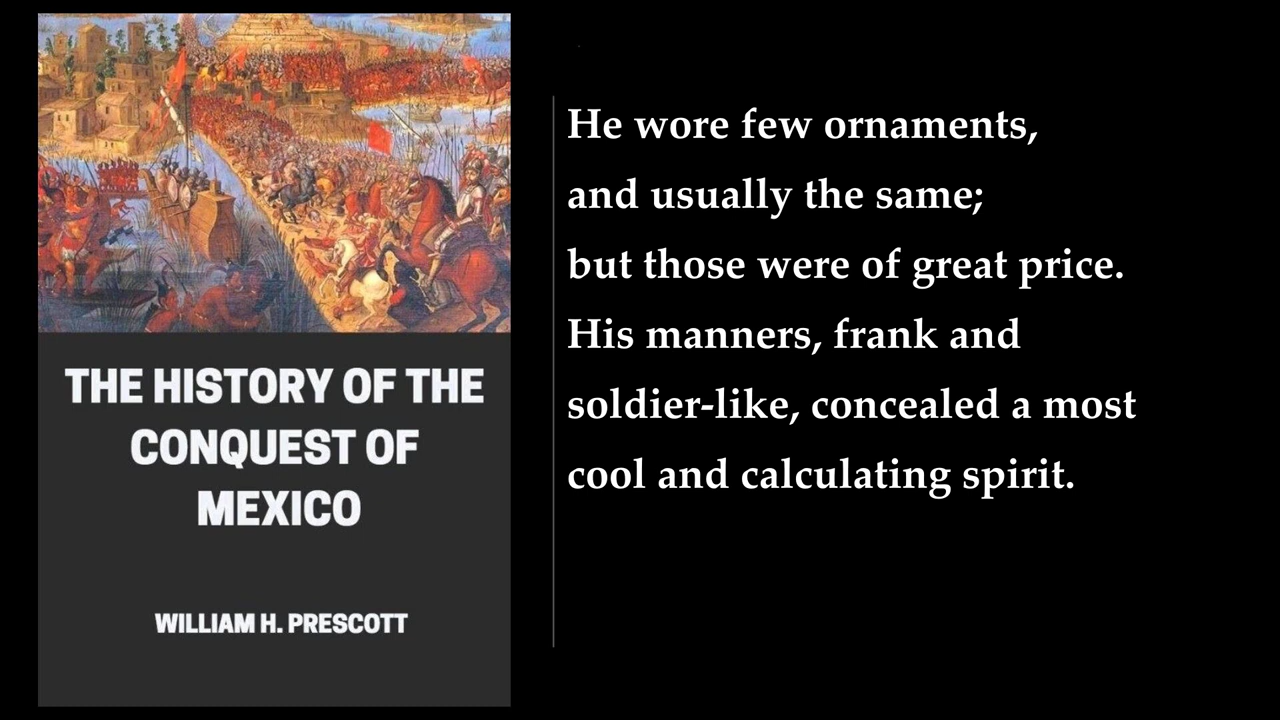 THE HISTORY OF THE
CONQUEST OF
MEXICO
WILLIAM H. PRESCOTT
He wore few ornaments,
and usually the same;
but those were of great price.
His manners, frank and
soldier-like, concealed a most
cool and calculating spirit.